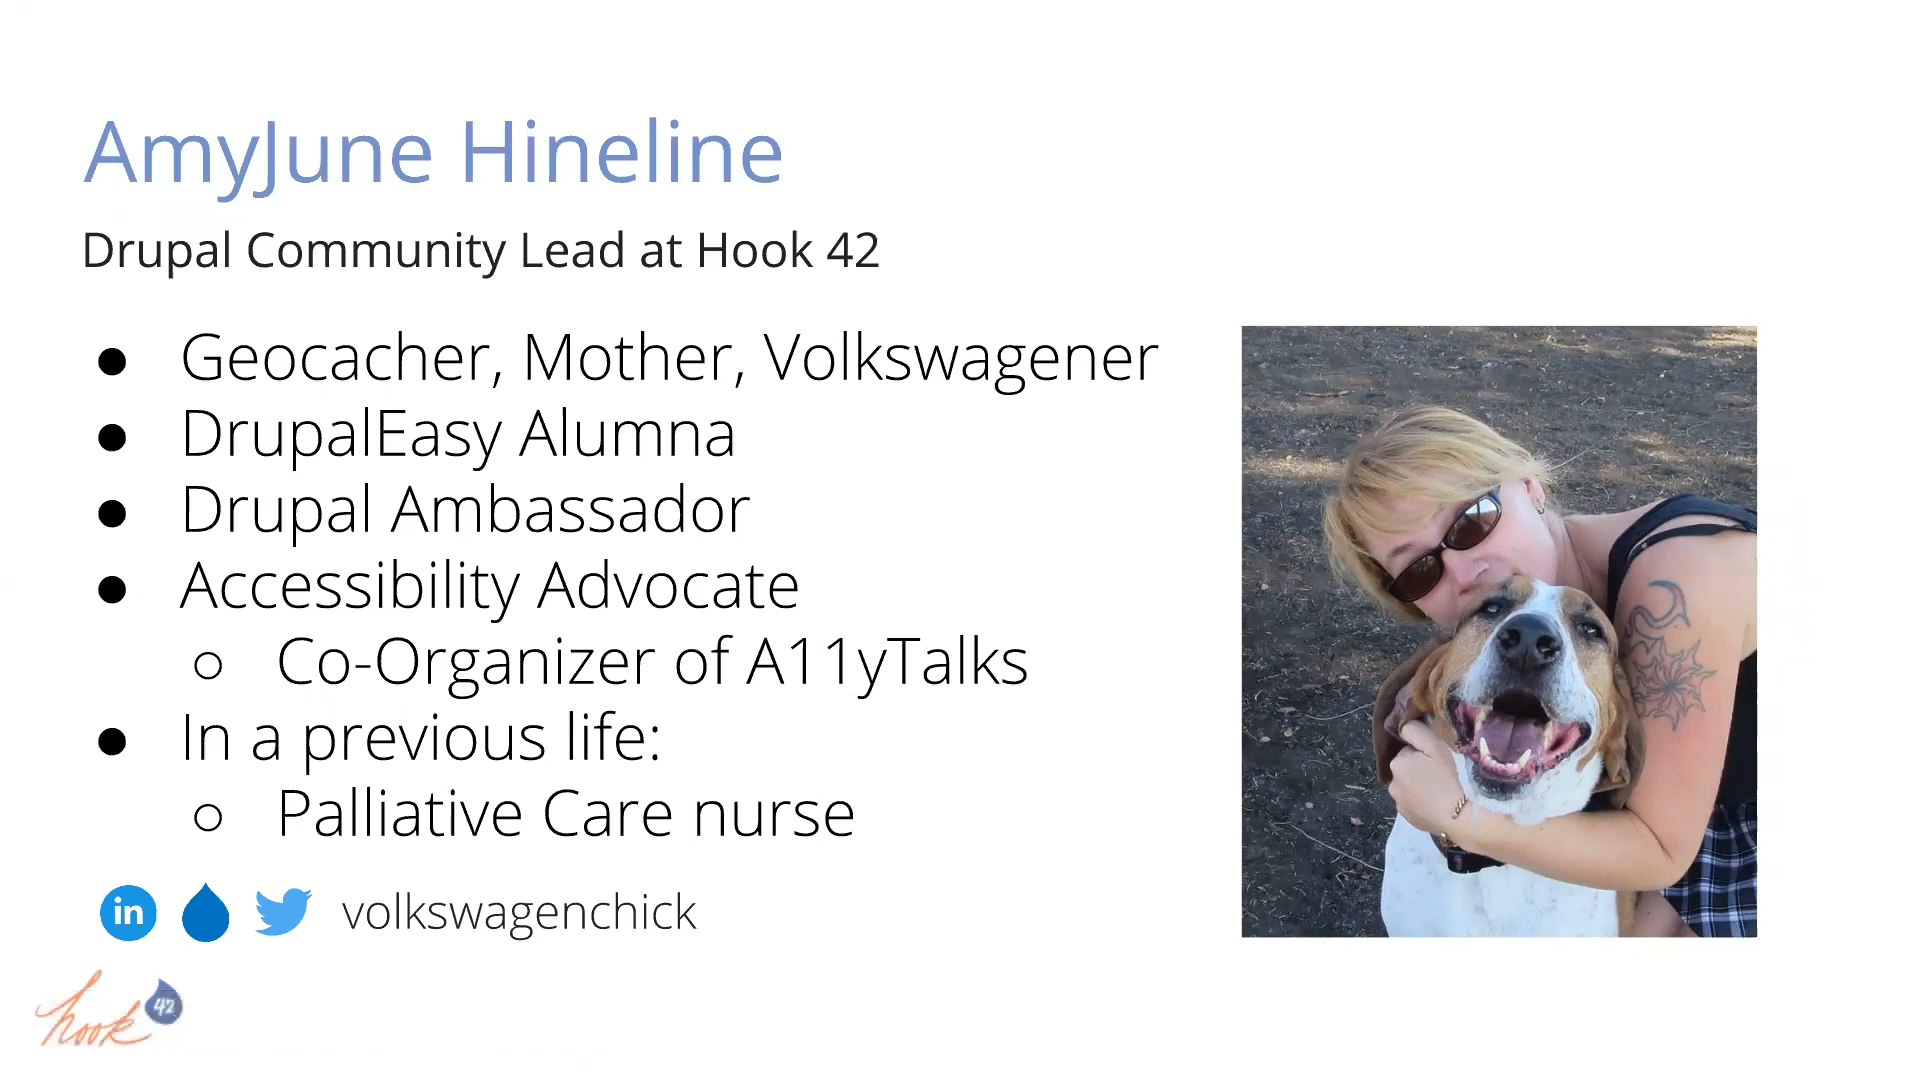 AmyJune Hineline
Drupal Community Lead at Hook 42
● Geocacher, Mother, Volkswagener
● DrupalEasy Alumna
● Drupal Ambassador
● Accessibility Advocate
○ Co-Organizer of A11yTalks
● In a previous life:
○ Palliative Care nurse
in volkswagenchick
hook 42